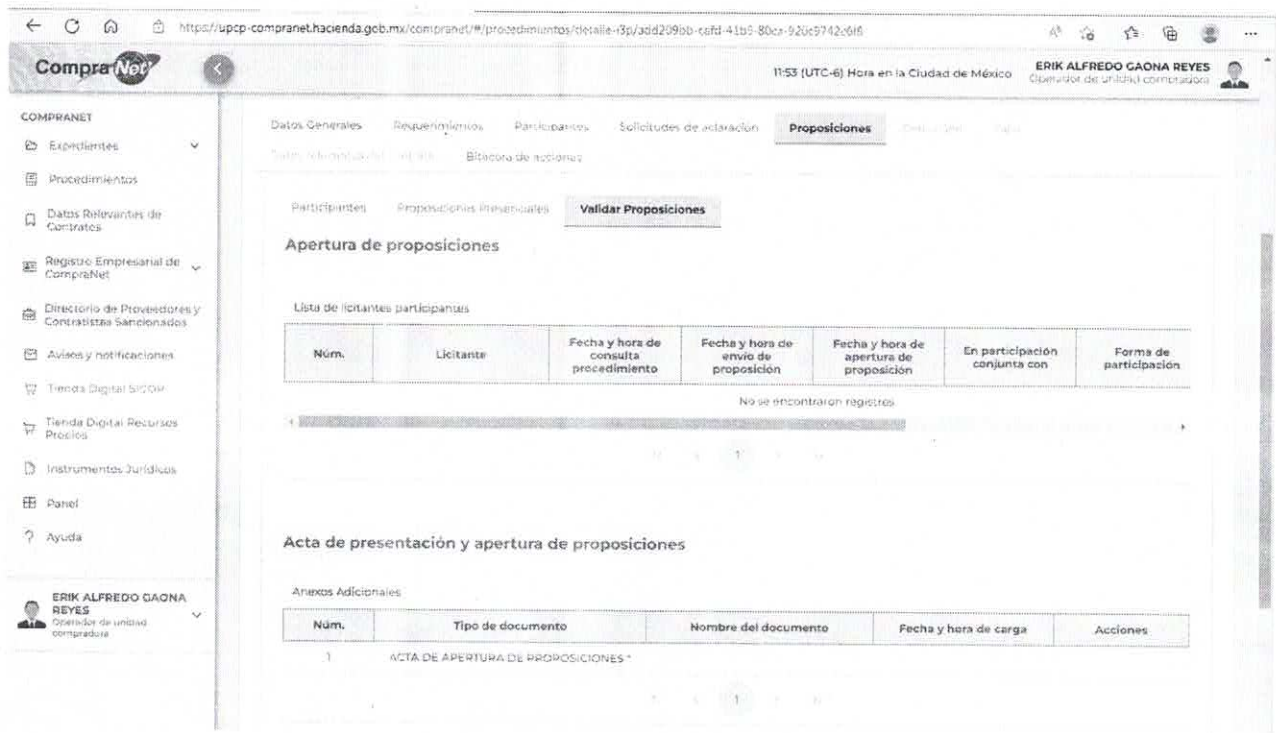 https://upcp-compranet.hacienda.gob.mx/compranet/#/procedimientos/detalle-
CompraNet
11:53 (UTC-6) Hora en la Ciudad de México
ERIK ALFREDO GAONA REYES
Operador de unidad compradora
COMPRANET
Expedientes
Procedimientos
Datos Relevantes de
Contratos
Registro Empresarial de
CompraNet
Directorio de Proveedores y
Contratistas Sancionados
Avisos y notificaciones
Tienda Digital
Tienda Digital Recursos
Propios
Instrumentos Jurídicos
Panel
Ayuda
ERIK ALFREDO GAONA
REYES
Operador de unidad
compradora
Datos Generales Requerimientos Participantes Solicitudes de aclaración Proposiciones
Bitácora de acciones
Participantes Proposiciones Presenciales Validar Proposiciones
Apertura de proposiciones
Lista de licitantes participantes
Núm. Licitante Fecha y hora de consulta procedimiento Fecha y hora de envío de proposición Fecha y hora de apertura de proposición En participación conjunta con Forma de participación
No se encontraron registros
1
Acta de presentación y apertura de proposiciones
Anexos Adicionales
Núm. Tipo de documento Nombre del documento Fecha y hora de carga Acciones
1 ACTA DE APERTURA DE PROPOSICIONES *
1